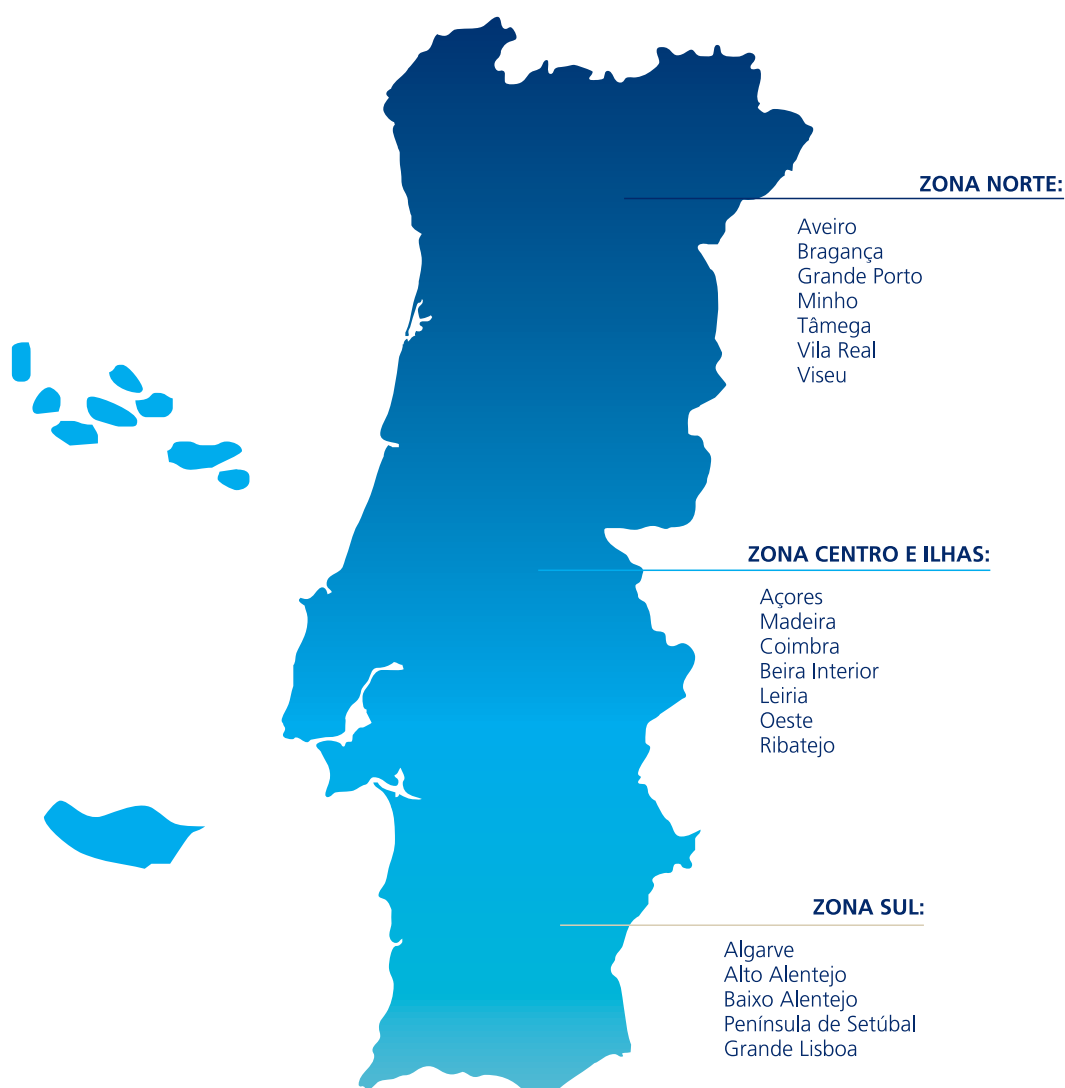 ZONA NORTE:
Aveiro
Bragança
Grande Porto
Minho
Tâmega
Vila Real
Viseu
ZONA CENTRO E ILHAS:
Açores
Madeira
Coimbra
Beira Interior
Leiria
Oeste
Ribatejo
ZONA SUL:
Algarve
Alto Alentejo
Baixo Alentejo
Península de Setúbal
Grande Lisboa